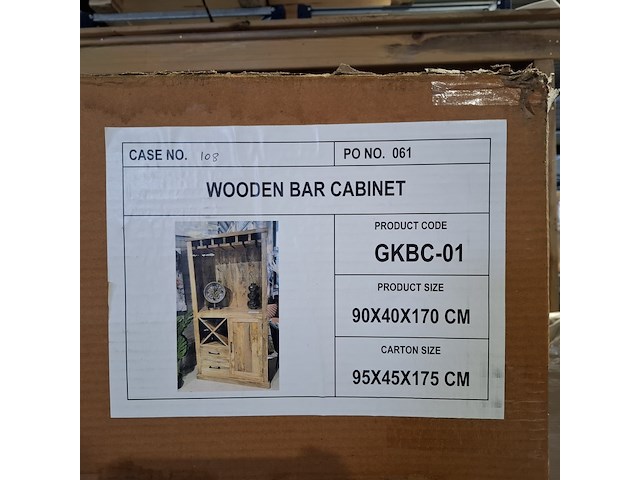 CASE NO. 108
PO NO. 061
WOODEN BAR CABINET
PRODUCT CODE
GKBC-01
PRODUCT SIZE
90X40X170 CM
CARTON SIZE
95X45X175 CM